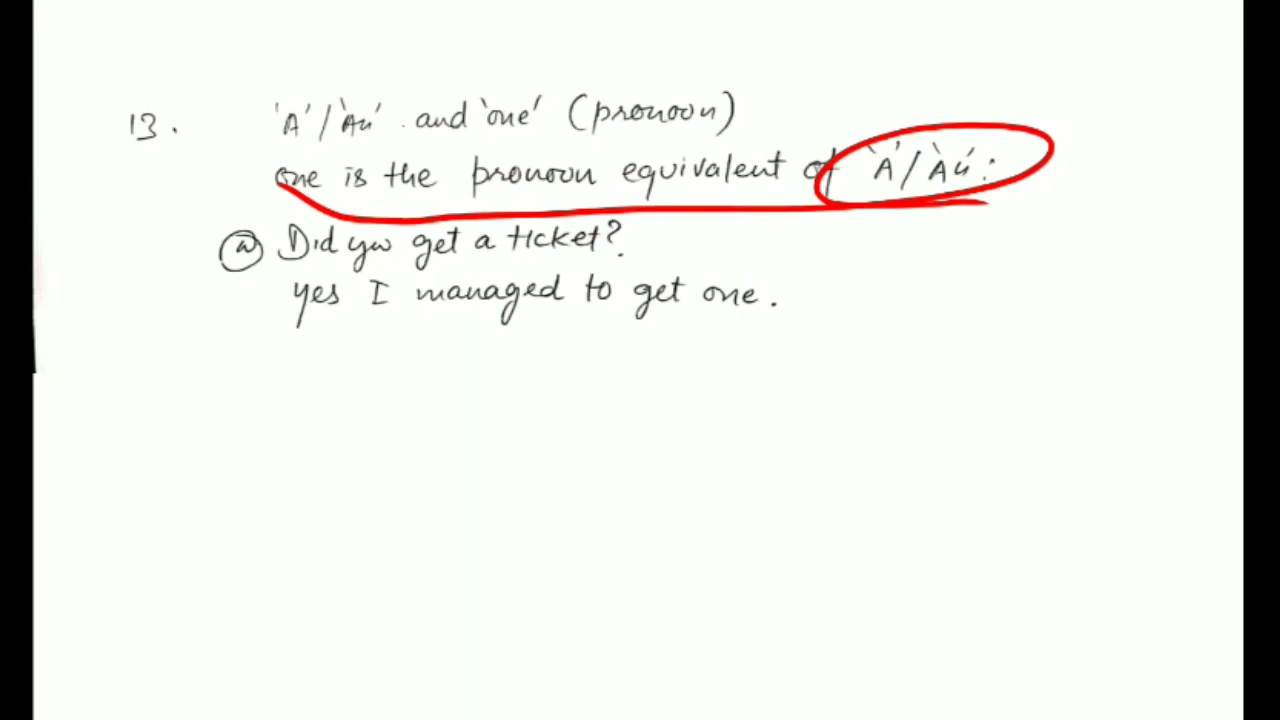 13. 'A'/'An' and 'one' (pronoun)
one is the pronoun equivalent of 'A'/'An':
(a) Did you get a ticket?
yes I managed to get one.